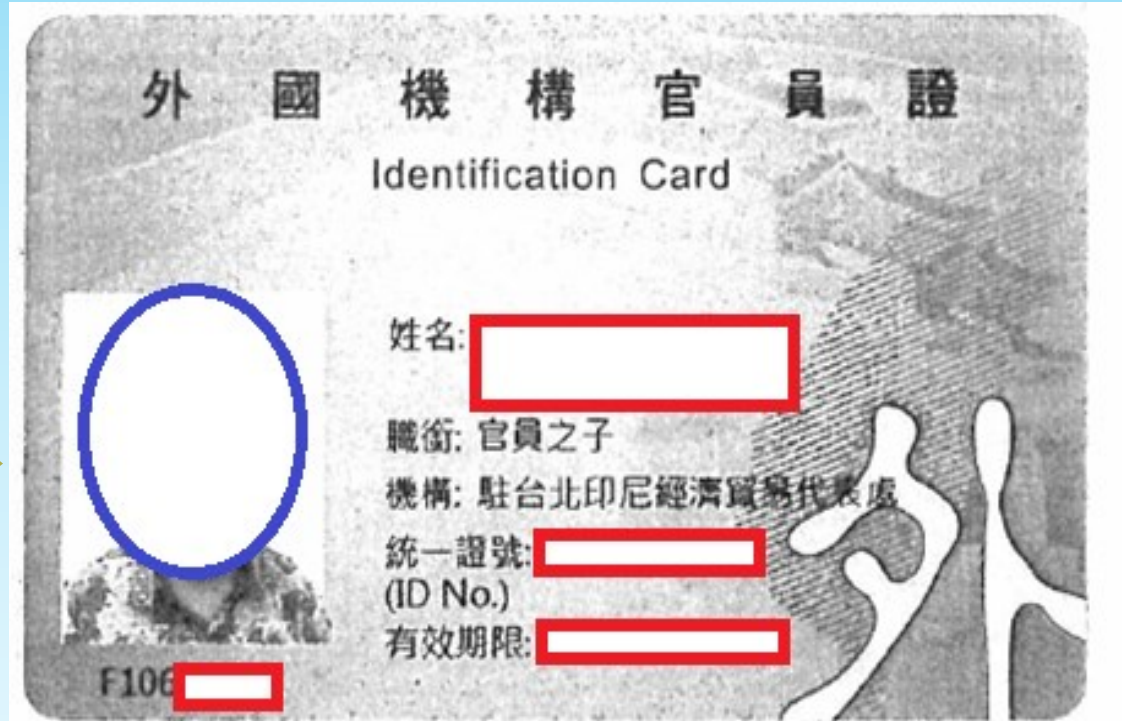 外國機構官員證
Identification Card
姓名:
職銜: 官員之子
機構: 駐台北印尼經濟貿易代表處
統一證號:
(ID No.)
有效期限:
F106
外